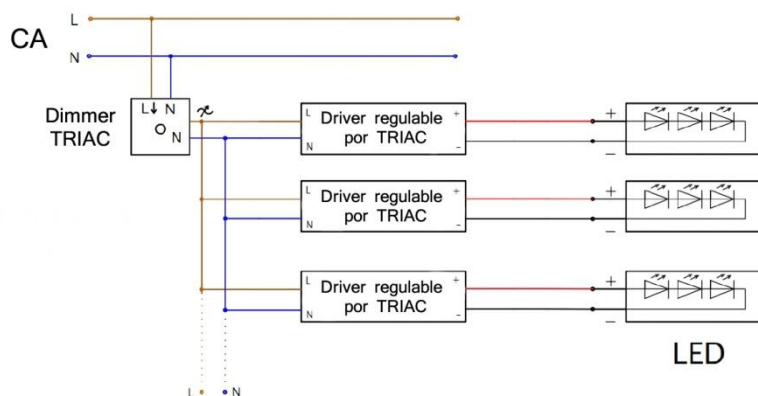 L
CA
N
L N
Dimmer
TRIAC
N
L
Driver regulable
por TRIAC
N
+
-
+
−
L
Driver regulable
por TRIAC
N
+
-
+
−
L
Driver regulable
por TRIAC
N
+
-
+
−
LED
L N